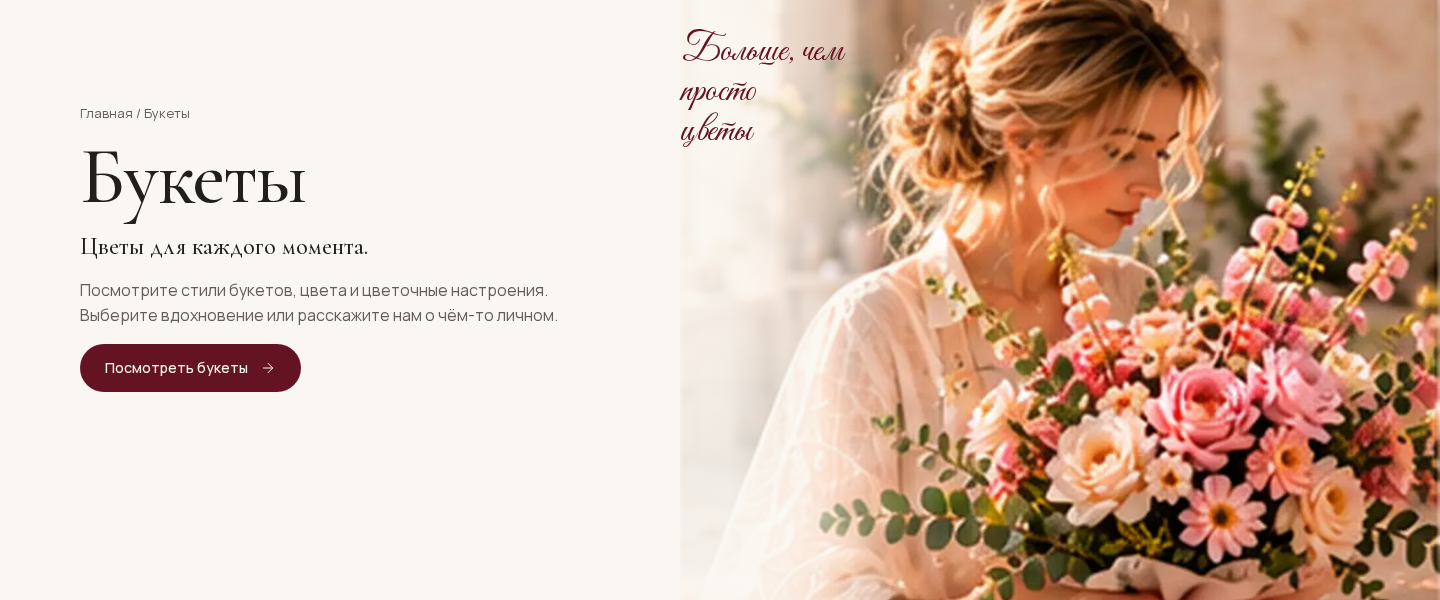 Главная / Букеты
Букеты
Цветы для каждого момента.
Посмотрите стили букетов, цвета и цветочные настроения.
Выберите вдохновение или расскажите нам о чём-то личном.
Посмотреть букеты
Больше, чем
просто
цветы